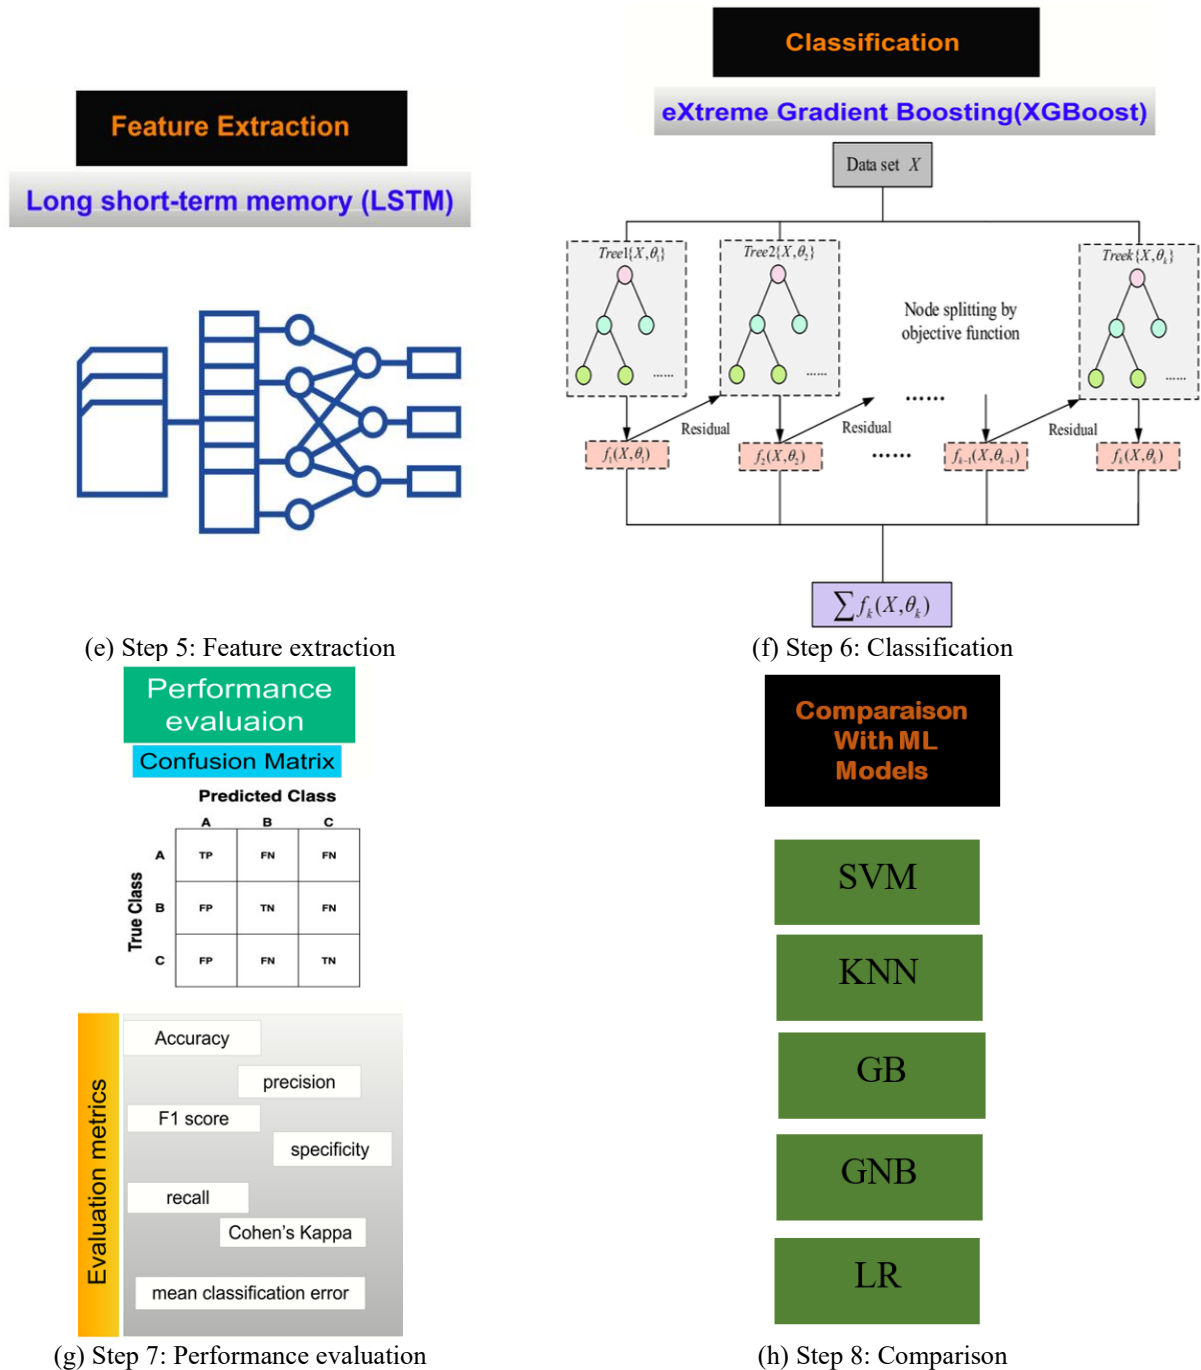 Feature Extraction
Long short-term memory (LSTM)
(e) Step 5: Feature extraction
Classification
eXtreme Gradient Boosting(XGBoost)
Data set X
Tree1{X,θ₁}
Tree2{X,θ₂}
Treek{X,θₖ}
Node splitting by
objective function
......
......
......
......
Residual
Residual
Residual
f₁(X,θ₁)
f₂(X,θ₂)
......
fₖ₋₁(X,θₖ₋₁)
fₖ(X,θₖ)
∑fₖ(X,θₖ)
(f) Step 6: Classification
Performance
evaluaion
Confusion Matrix
Predicted Class
A B C
True Class
A TP FN FN
B FP TN FN
C FP FN TN
Evaluation metrics
Accuracy
precision
F1 score
specificity
recall
Cohen's Kappa
mean classification error
(g) Step 7: Performance evaluation
Comparaison
With ML
Models
SVM
KNN
GB
GNB
LR
(h) Step 8: Comparison